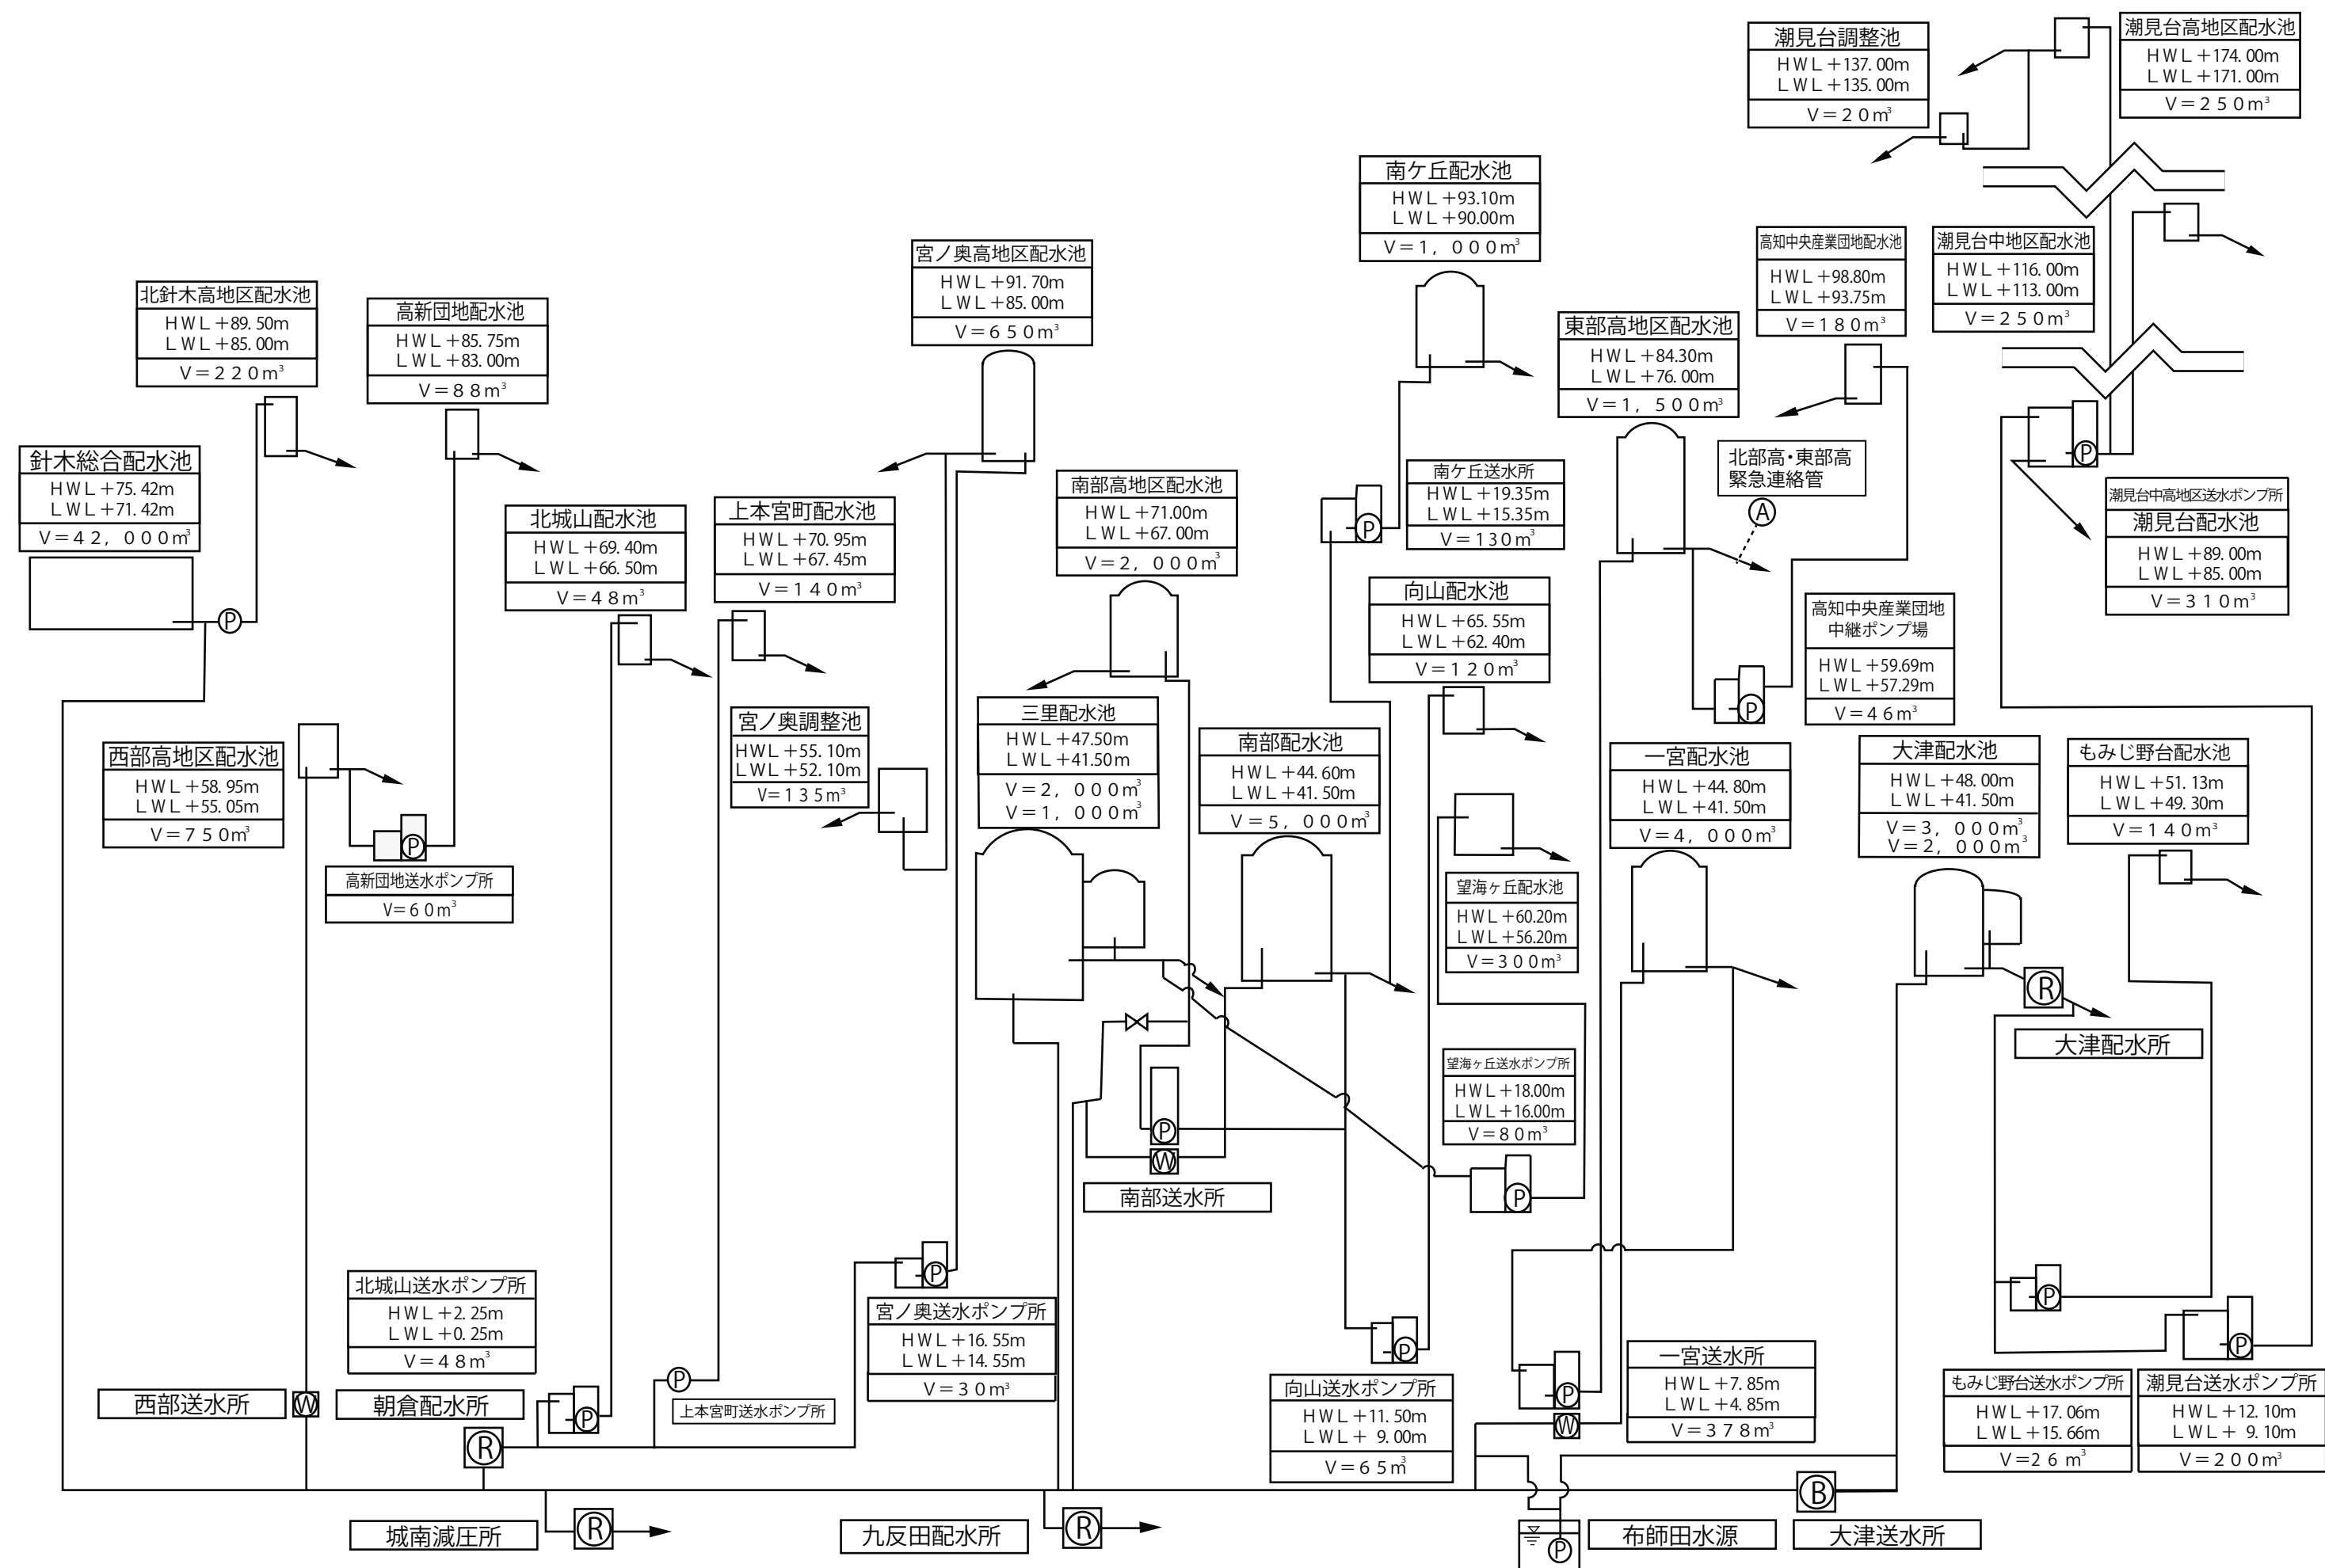 潮見台調整池
HWL+137.00m
LWL+135.00m
V=20m³
潮見台高地区配水池
HWL+174.00m
LWL+171.00m
V=250m³
南ケ丘配水池
HWL+93.10m
LWL+90.00m
V=1,000m³
高知中央産業団地配水池
HWL+98.80m
LWL+93.75m
V=180m³
潮見台中地区配水池
HWL+116.00m
LWL+113.00m
V=250m³
宮ノ奥高地区配水池
HWL+91.70m
LWL+85.00m
V=650m³
北針木高地区配水池
HWL+89.50m
LWL+85.00m
V=220m³
高新団地配水池
HWL+85.75m
LWL+83.00m
V=88m³
東部高地区配水池
HWL+84.30m
LWL+76.00m
V=1,500m³
針木総合配水池
HWL+75.42m
LWL+71.42m
V=42,000m³
P
北城山配水池
HWL+69.40m
LWL+66.50m
V=48m³
上本宮町配水池
HWL+70.95m
LWL+67.45m
V=140m³
南部高地区配水池
HWL+71.00m
LWL+67.00m
V=2,000m³
南ケ丘送水所
HWL+19.35m
LWL+15.35m
V=130m³
P
北部高・東部高
緊急連絡管
A
P
潮見台中高地区送水ポンプ所
潮見台配水池
HWL+89.00m
LWL+85.00m
V=310m³
向山配水池
HWL+65.55m
LWL+62.40m
V=120m³
高知中央産業団地
中継ポンプ場
HWL+59.69m
LWL+57.29m
V=46m³
P
西部高地区配水池
HWL+58.95m
LWL+55.05m
V=750m³
P
高新団地送水ポンプ所
V=60m³
宮ノ奥調整池
HWL+55.10m
LWL+52.10m
V=135m³
三里配水池
HWL+47.50m
LWL+41.50m
V=2,000m³
V=1,000m³
南部配水池
HWL+44.60m
LWL+41.50m
V=5,000m³
一宮配水池
HWL+44.80m
LWL+41.50m
V=4,000m³
大津配水池
HWL+48.00m
LWL+41.50m
V=3,000m³
V=2,000m³
もみじ野台配水池
HWL+51.13m
LWL+49.30m
V=140m³
望海ヶ丘配水池
HWL+60.20m
LWL+56.20m
V=300m³
R
大津配水所
望海ヶ丘送水ポンプ所
HWL+18.00m
LWL+16.00m
V=80m³
P
P
W
南部送水所
P
宮ノ奥送水ポンプ所
HWL+16.55m
LWL+14.55m
V=30m³
北城山送水ポンプ所
HWL+2.25m
LWL+0.25m
V=48m³
P
P
P
向山送水ポンプ所
HWL+11.50m
LWL+ 9.00m
V=65m³
P
W
一宮送水所
HWL+7.85m
LWL+4.85m
V=378m³
もみじ野台送水ポンプ所
HWL+17.06m
LWL+15.66m
V=26m³
潮見台送水ポンプ所
HWL+12.10m
LWL+ 9.10m
V=200m³
西部送水所
W
朝倉配水所
P
R
P
上本宮町送水ポンプ所
城南減圧所
R
九反田配水所
R
P
布師田水源
B
大津送水所